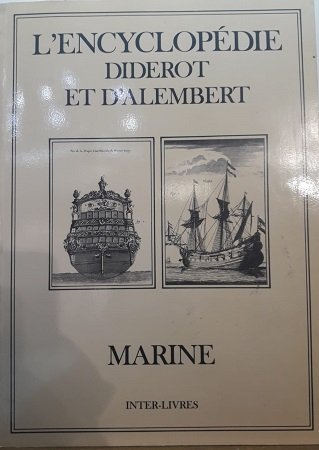 L'ENCYCLOPÉDIE
DIDEROT
ET D'ALEMBERT
MARINE
INTER-LIVRES